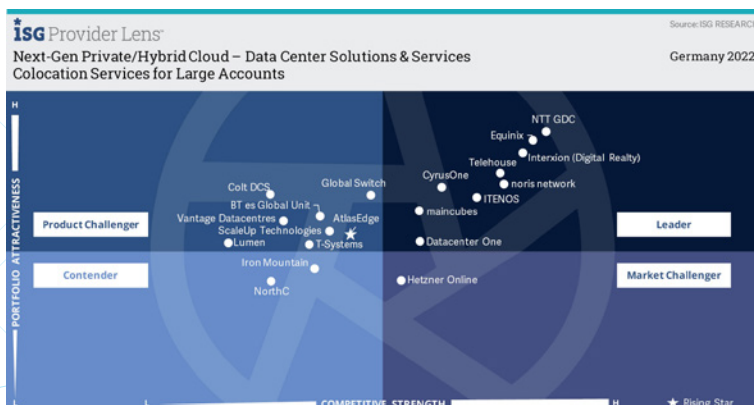 ISG Provider Lens™
Source: ISG RESEARCH
Next-Gen Private/Hybrid Cloud – Data Center Solutions & Services
Colocation Services for Large Accounts
Germany 2022
H
PORTFOLIO ATTRACTIVENESS
L
NTT GDC
Equinix
Interxion (Digital Realty)
Telehouse
noris network
CyrusOne
ITENOS
maincubes
Datacenter One
Colt DCS
Global Switch
BT es Global Unit
Vantage Datacentres
AtlasEdge
ScaleUp Technologies
Lumen
T-Systems
Product Challenger
Leader
Contender
Market Challenger
Iron Mountain
NorthC
Hetzner Online
L
COMPETITIVE STRENGTH
H
★ Rising Star